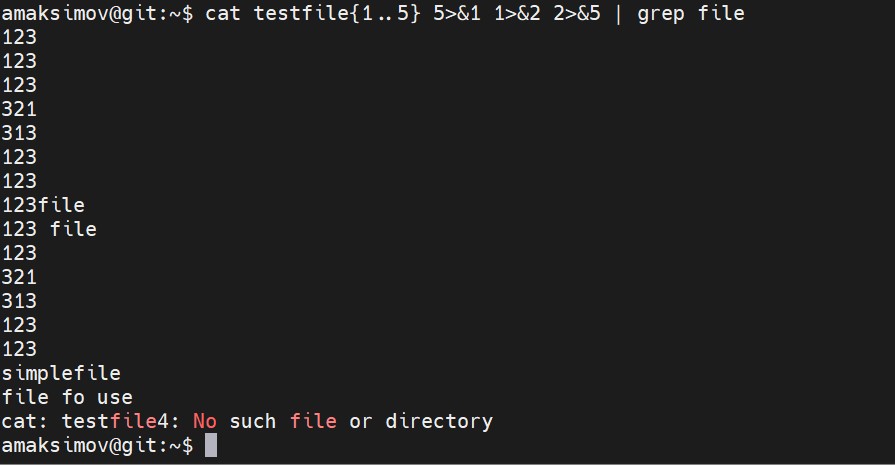 amaksimov@git:~$ cat testfile{1..5} 5>&1 1>&2 2>&5 | grep file
123
123
123
321
313
123
123
123file
123 file
123
321
313
123
123
simplefile
file fo use
cat: testfile4: No such file or directory
amaksimov@git:~$